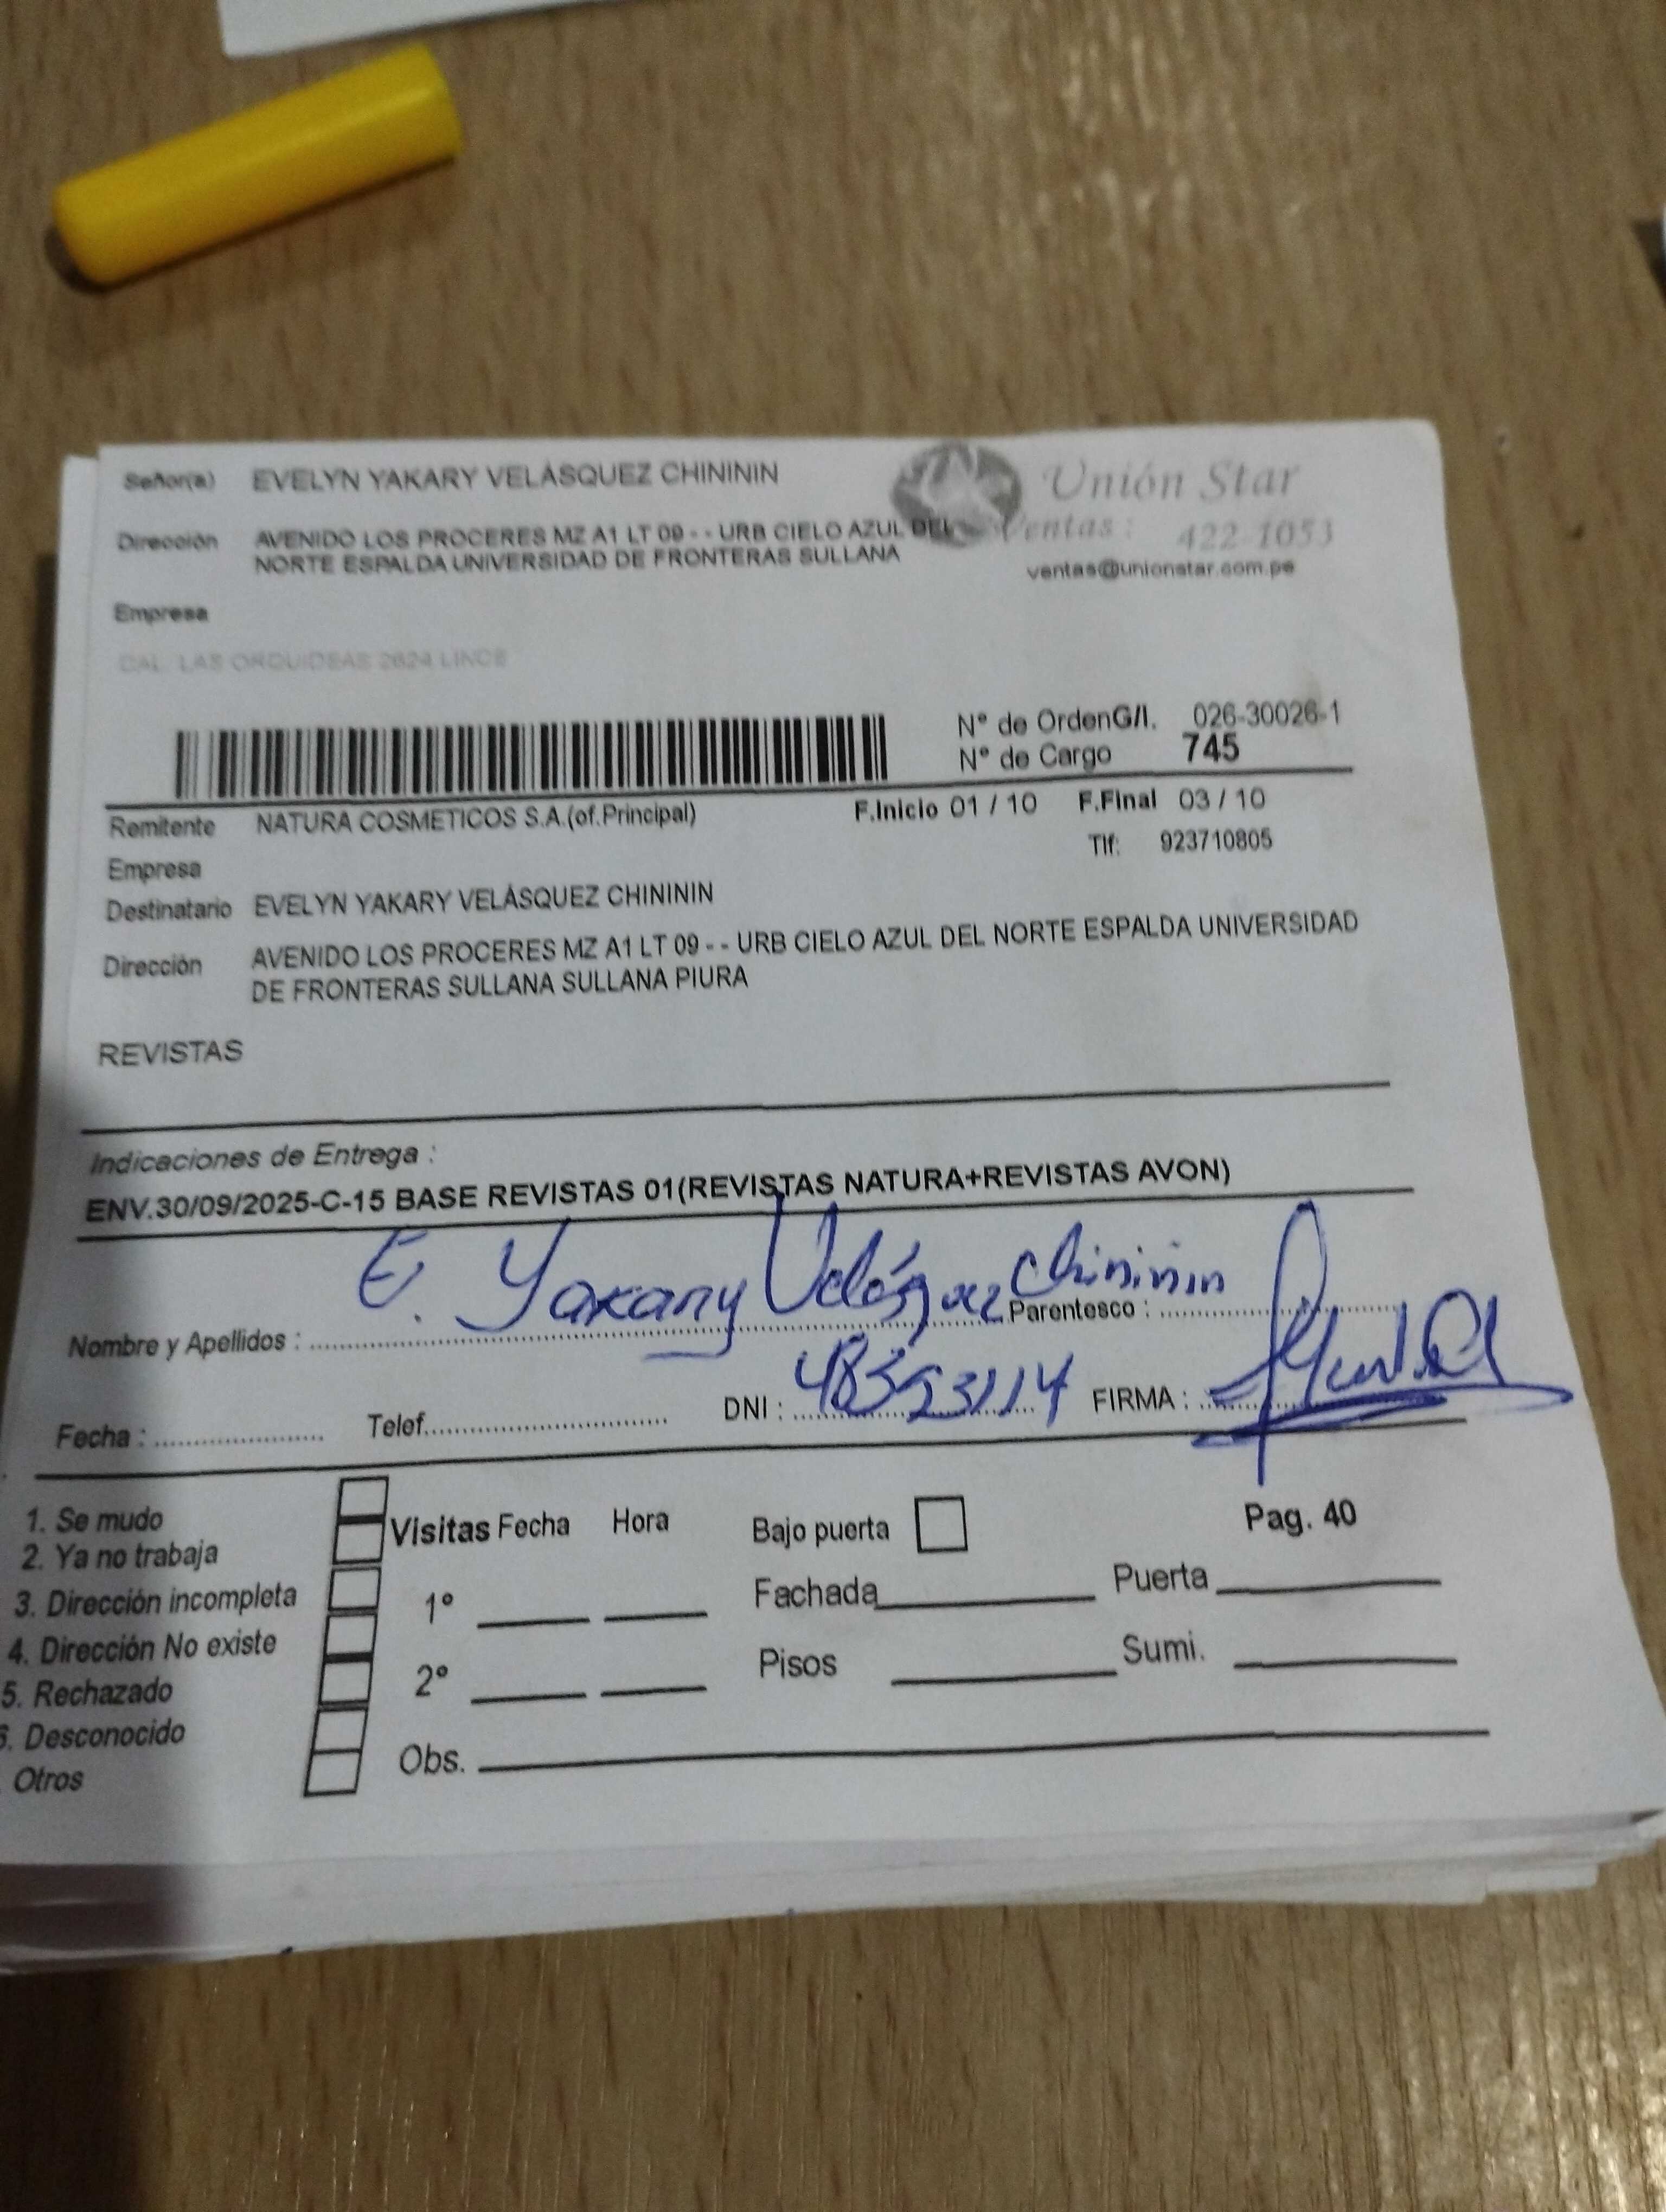 Señor(a) EVELYN YAKARY VELÁSQUEZ CHININÍN
Unión Star
Dirección AVENIDO LOS PROCERES MZ A1 LT 09 - - URB CIELO AZUL DEL
NORTE ESPALDA UNIVERSIDAD DE FRONTERAS SULLANA
Ventas: 422-1053
ventas@unionstar.com.pe
Empresa
CAL. LAS ORQUIDEAS 2624 LINCE
N° de OrdenG/I. 026-30026-1
N° de Cargo 745
Remitente NATURA COSMETICOS S.A.(of.Principal)
F.Inicio 01 / 10 F.Final 03 / 10
Empresa
Tlf: 923710805
Destinatario EVELYN YAKARY VELÁSQUEZ CHININÍN
Dirección AVENIDO LOS PROCERES MZ A1 LT 09 - - URB CIELO AZUL DEL NORTE ESPALDA UNIVERSIDAD
DE FRONTERAS SULLANA SULLANA PIURA
REVISTAS
Indicaciones de Entrega :
ENV.30/09/2025-C-15 BASE REVISTAS 01(REVISTAS NATURA+REVISTAS AVON)
Nombre y Apellidos : E. Yakary Velásquez Chininin Parentesco :
Fecha : Telef. DNI : FIRMA :
1. Se mudo
2. Ya no trabaja
3. Dirección incompleta
4. Dirección No existe
5. Rechazado
6. Desconocido
Otros
Visitas Fecha Hora
1°
2°
Obs.
Bajo puerta
Pag. 40
Fachada Puerta
Pisos Sumi.